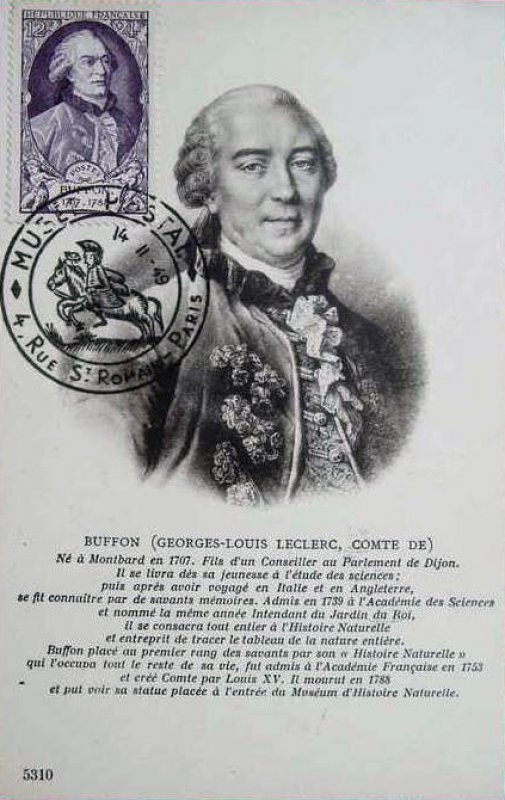 REPUBLIQUE FRANÇAISE
12F +4F
POSTES
BUFFON
1707-1788
MUSÉE POSTAL
14 II -49
4, RUE ST ROMAIN - PARIS
BUFFON (GEORGES-LOUIS LECLERC, COMTE DE)
Né à Montbard en 1707. Fils d'un Conseiller au Parlement de Dijon.
Il se livra dès sa jeunesse à l'étude des sciences ;
puis après avoir voyagé en Italie et en Angleterre,
se fit connaître par de savants mémoires. Admis en 1739 à l'Académie des Sciences
et nommé la même année Intendant du Jardin du Roi,
il se consacra tout entier à l'Histoire Naturelle
et entreprit de tracer le tableau de la nature entière.
Buffon placé au premier rang des savants par son « Histoire Naturelle »
qui l'occupa tout le reste de sa vie, fut admis à l'Académie Française en 1753
et créé Comte par Louis XV. Il mourut en 1788
et put voir sa statue placée à l'entrée du Muséum d'Histoire Naturelle.
5310